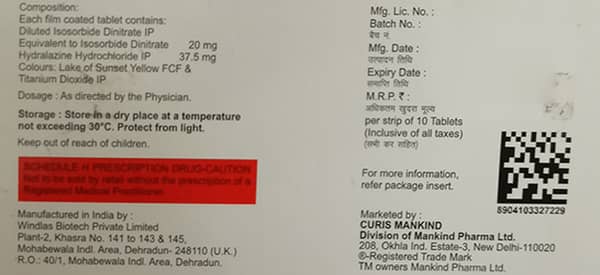 Composition:
Each film coated tablet contains:
Diluted Isosorbide Dinitrate IP
Equivalent to Isosorbide Dinitrate 20 mg
Hydralazine Hydrochloride IP 37.5 mg
Colours: Lake of Sunset Yellow FCF &
Titanium Dioxide IP
Dosage : As directed by the Physician.
Storage : Store in a dry place at a temperature
not exceeding 30°C. Protect from light.
Keep out of reach of children.
SCHEDULE H PRESCRIPTION DRUG-CAUTION
Not to be sold by retail without the prescription of a
Registered Medical Practitioner.
Manufactured in India by :
Windlas Biotech Private Limited
Plant-2, Khasra No. 141 to 143 & 145,
Mohabewala Indl. Area, Dehradun- 248110 (U.K.)
R.O.: 40/1, Mohabewala Indl. Area, Dehradun.
Mfg. Lic. No. :
Batch No. :
बैच नं.
Mfg. Date :
उत्पादन तिथि
Expiry Date :
समाप्ति तिथि
M.R.P. ₹ :
अधिकतम खुदरा मूल्य
per strip of 10 Tablets
(Inclusive of all taxes)
(सभी कर सहित)
For more information,
refer package insert.
8904103327229
Marketed by :
CURIS MANKIND
Division of Mankind Pharma Ltd.
208, Okhla Ind. Estate-3, New Delhi-110020
®-Registered Trade Mark
TM owners Mankind Pharma Ltd.